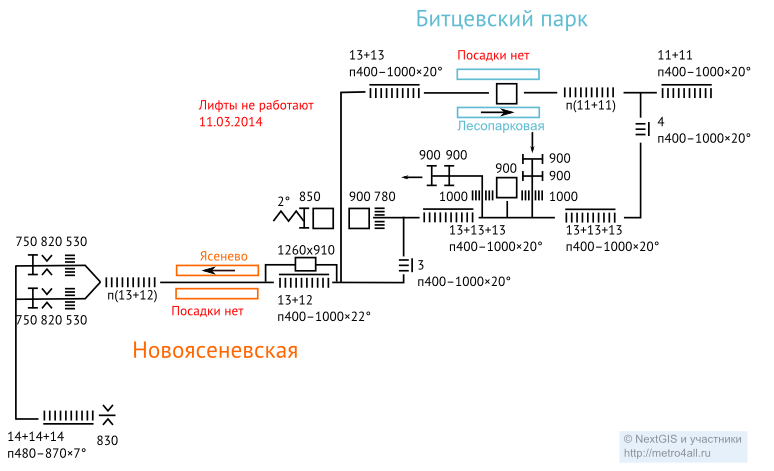 Битцевский парк
13+13
п400–1000×20°
Посадки нет
11+11
п400–1000×20°
Лифты не работают
11.03.2014
п(11+11)
Лесопарковая
4
п400–1000×20°
900 900
900
900
900
1000
1000
2°
850
900 780
13+13+13
п400–1000×20°
13+13+13
п400–1000×20°
750 820 530
Ясенево
1260х910
3
п400–1000×20°
п(13+12)
13+12
п400–1000×22°
750 820 530
Посадки нет
Новоясеневская
14+14+14
п480–870×7°
830
© NextGIS и участники
http://metro4all.ru